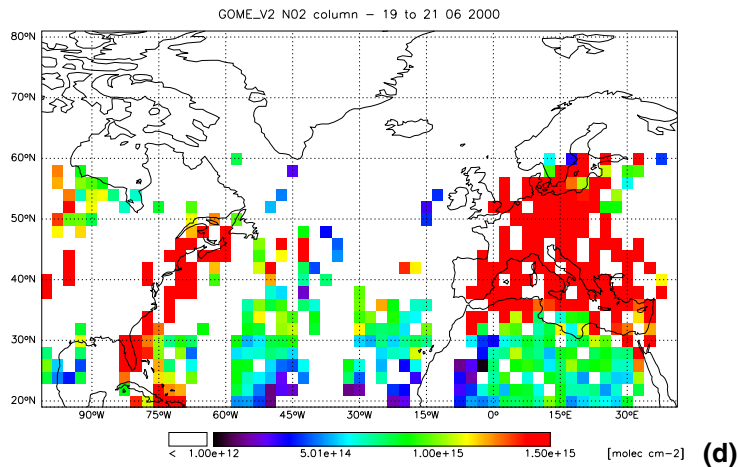 GOME_V2 NO2 column - 19 to 21 06 2000
80°N
70°N
60°N
50°N
40°N
30°N
20°N
90°W 75°W 60°W 45°W 30°W 15°W 0°E 15°E 30°E
< 1.00e+12 5.01e+14 1.00e+15 1.50e+15 [molec cm-2] (d)